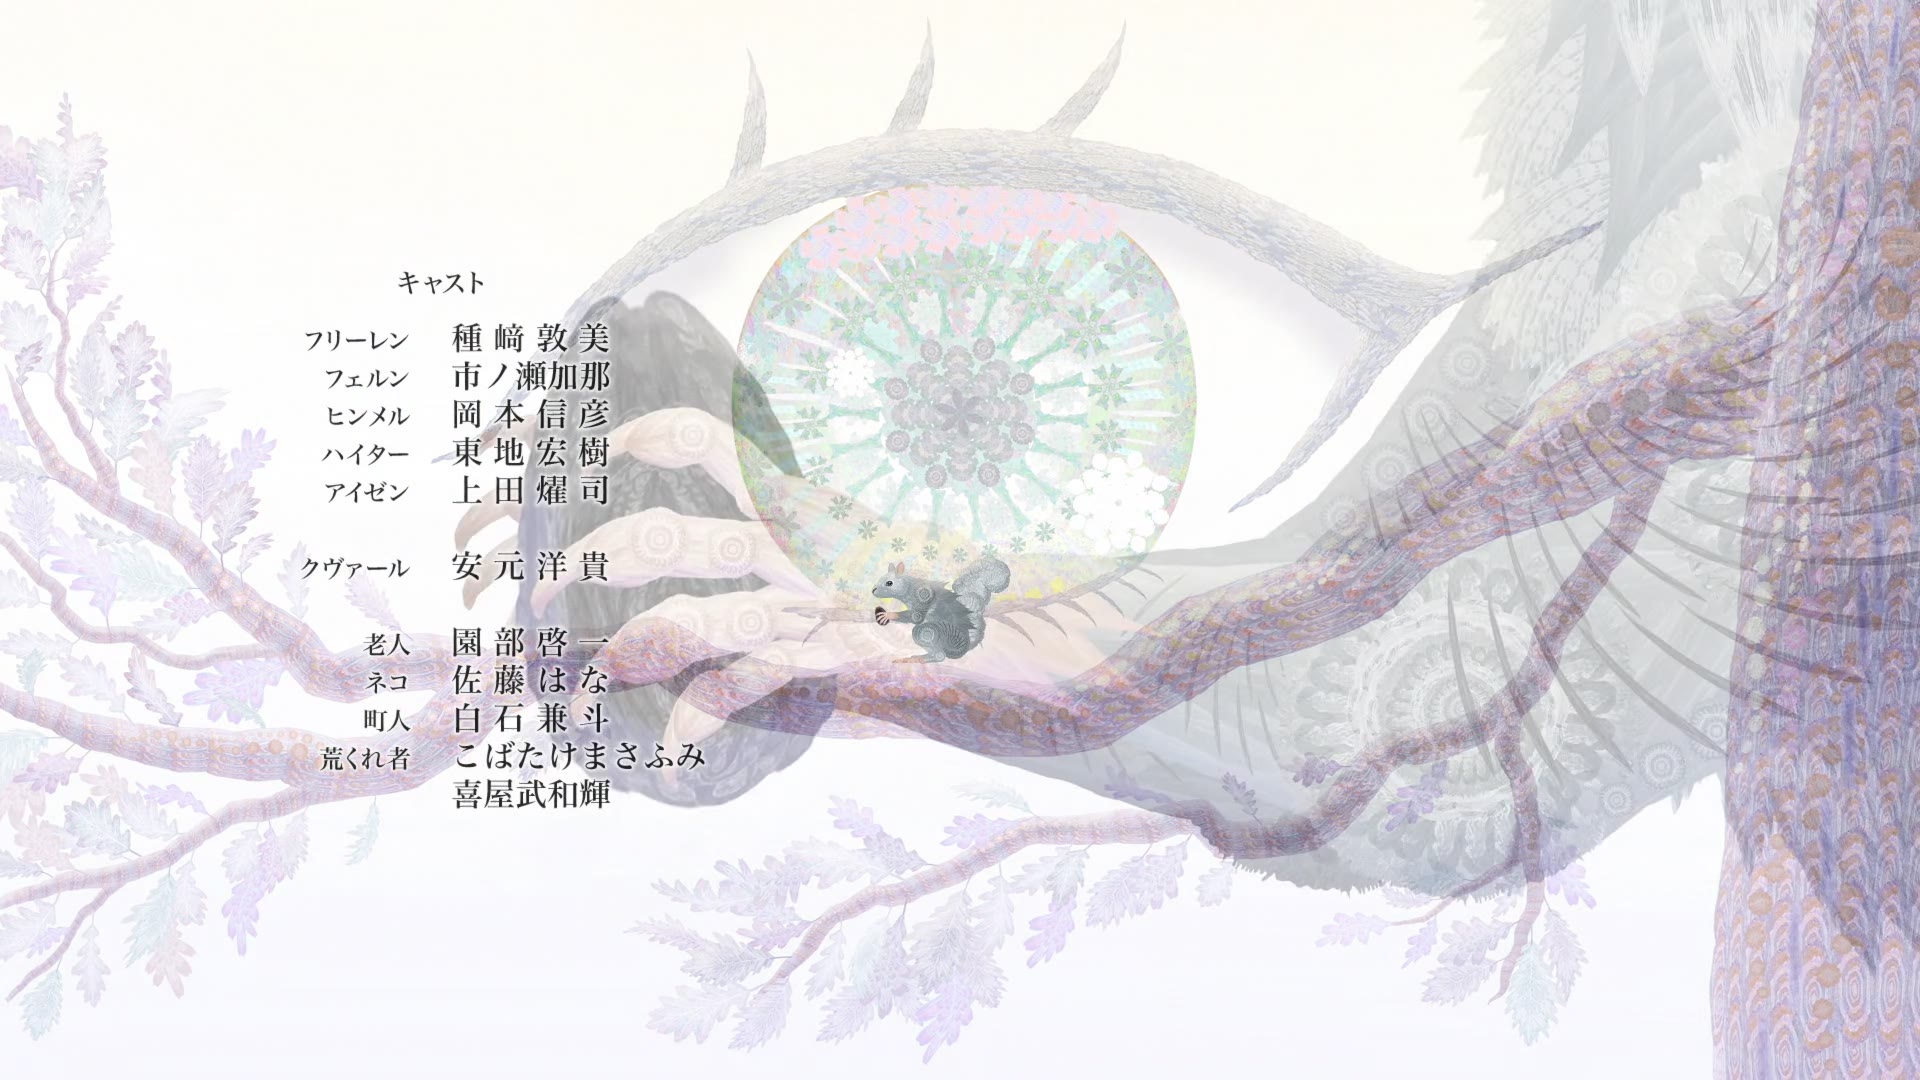 キャスト
フリーレン 種﨑敦美
フェルン 市ノ瀬加那
ヒンメル 岡本信彦
ハイター 東地宏樹
アイゼン 上田燿司
クヴァール 安元洋貴
老人 園部啓一
ネコ 佐藤はな
町人 白石兼斗
荒くれ者 こばたけまさふみ
喜屋武和輝